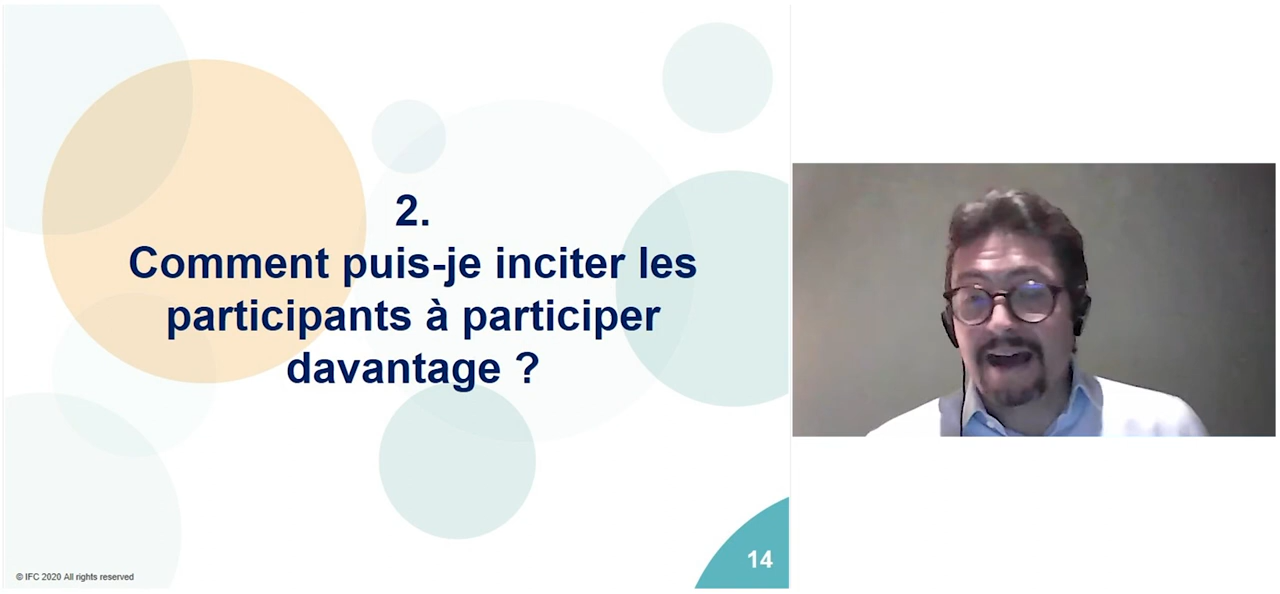 2.
Comment puis-je inciter les
participants à participer
davantage ?
© IFC 2020 All rights reserved
14